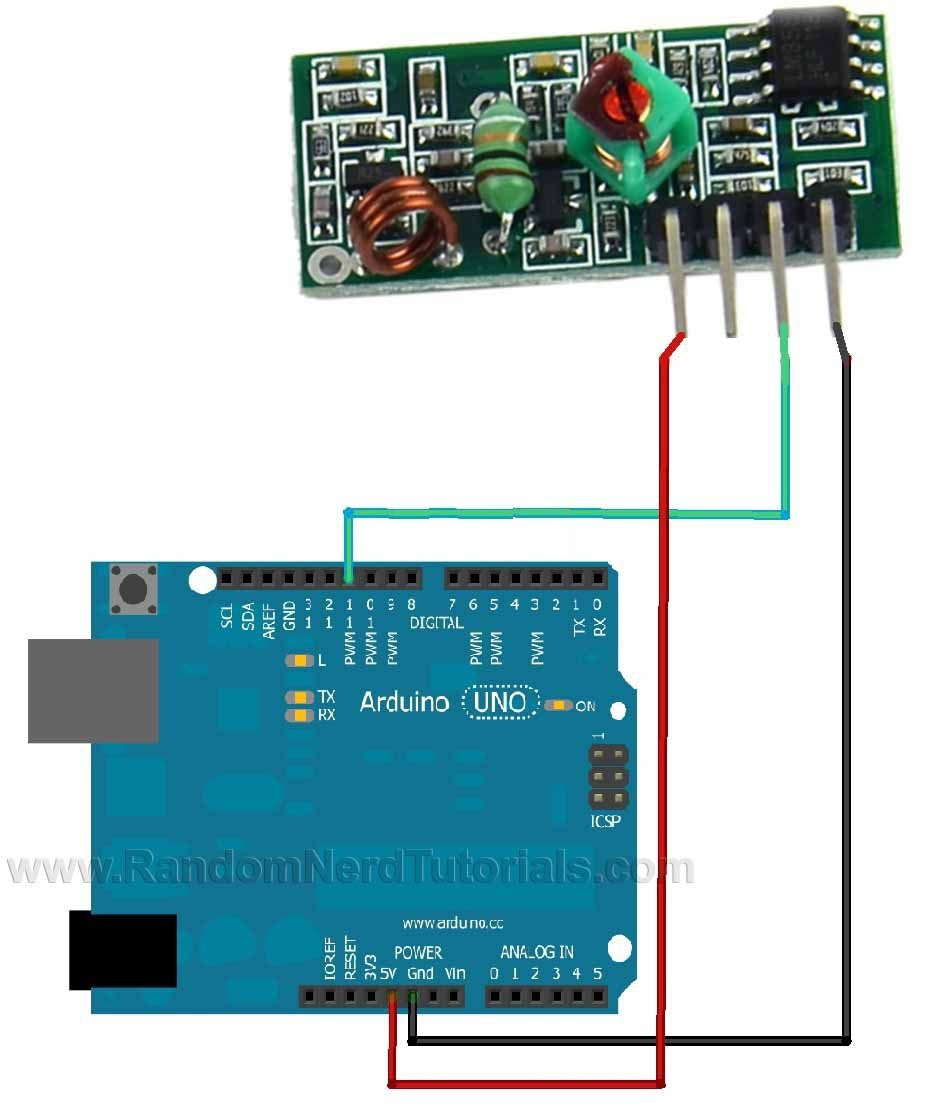 102
221
8
7 6 5 4 3 2 1 0
SCL
SDA
AREF
GND
13
12
11
10
9
PWM
PWM
PWM
DIGITAL
PWM
PWM
PWM
TX
RX
L
TX
RX
Arduino
UNO
ON
1
ICSP
www.RandomNerdTutorials.com
www.arduino.cc
POWER
ANALOG IN
IOREF
RESET
3V3
5V
Gnd
Vin
0 1 2 3 4 5